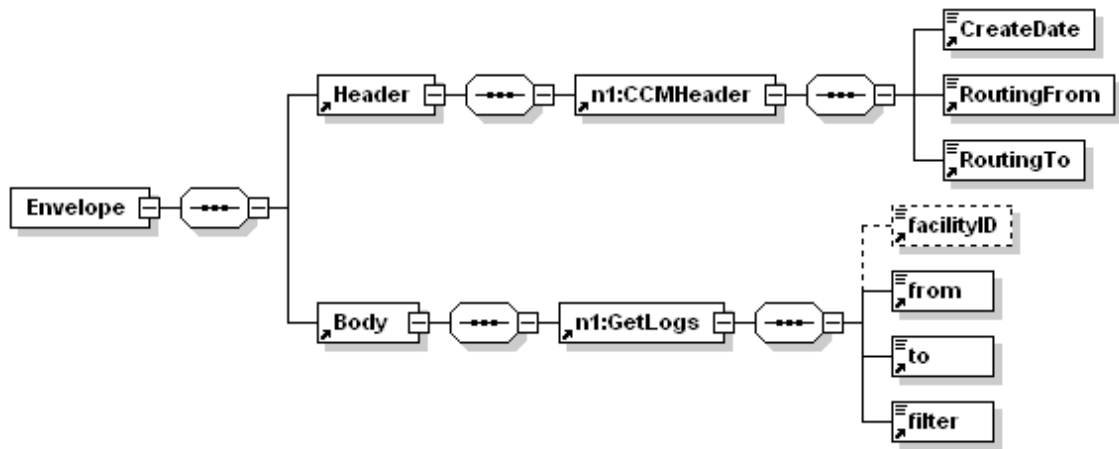 Envelope
Header
n1:CCMHeader
CreateDate
RoutingFrom
RoutingTo
Body
n1:GetLogs
facilityID
from
to
filter